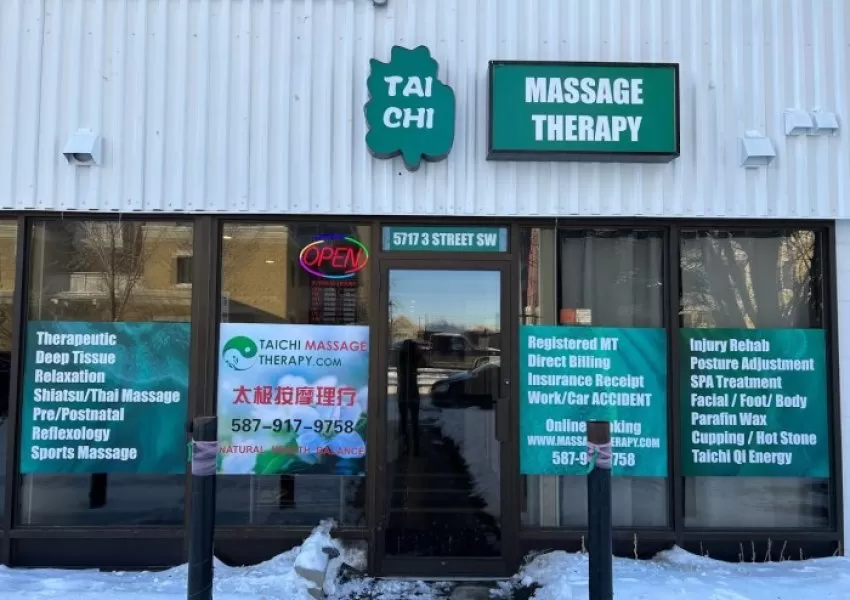 TAI
CHI
MASSAGE
THERAPY
5717 3 STREET SW
OPEN
Therapeutic
Deep Tissue
Relaxation
Shiatsu/Thai Massage
Pre/Postnatal
Reflexology
Sports Massage
TAICHI MASSAGE
THERAPY.COM
太极按摩理疗
587-917-9758
NATURAL HEALTH BALANCE
Registered MT
Direct Billing
Insurance Receipt
Work/Car ACCIDENT
Online
Injury Rehab
Posture Adjustment
SPA Treatment
Facial / Foot/ Body
Parafin Wax
Cupping / Hot Stone
Taichi Qi Energy